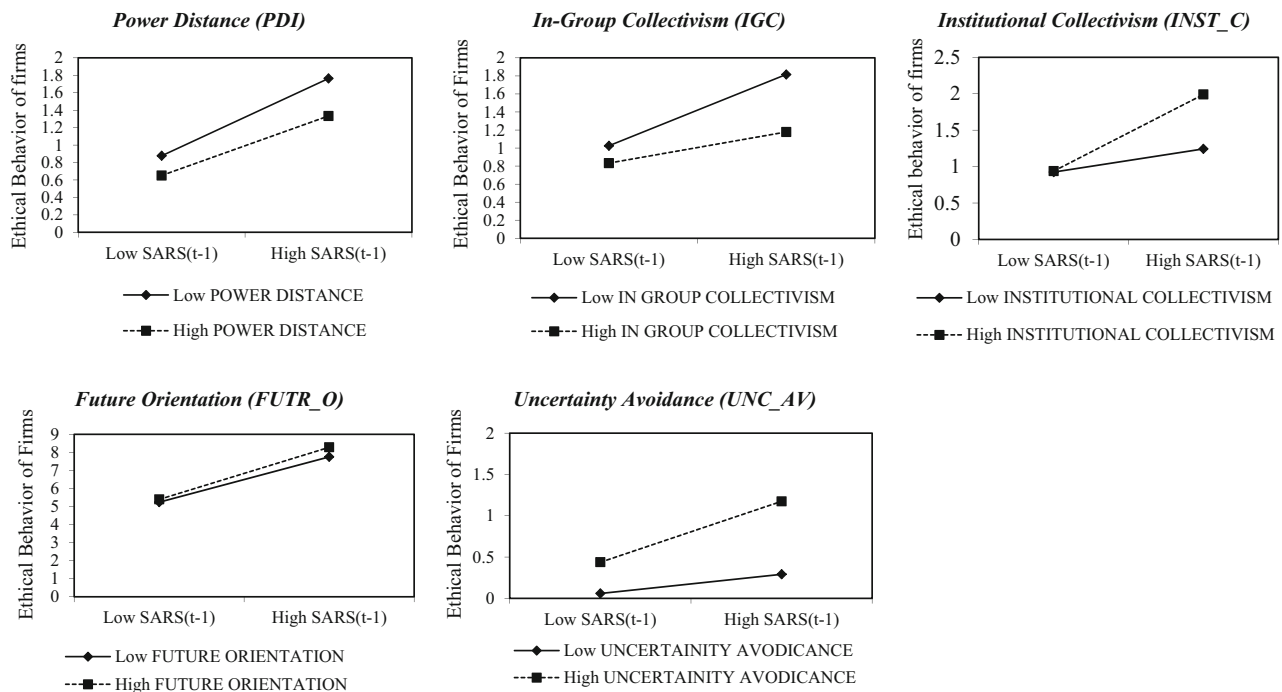 Power Distance (PDI)
Ethical Behavior of firms
2
1.8
1.6
1.4
1.2
1
0.8
0.6
0.4
0.2
0
Low SARS(t-1) High SARS(t-1)
Low POWER DISTANCE
High POWER DISTANCE
In-Group Collectivism (IGC)
Ethical Behavior of Firms
2
1.8
1.6
1.4
1.2
1
0.8
0.6
0.4
0.2
0
Low SARS(t-1) High SARS(t-1)
Low IN GROUP COLLECTIVISM
High IN GROUP COLLECTIVISM
Institutional Collectivism (INST_C)
Ethical behavior of firms
2.5
2
1.5
1
0.5
0
Low SARS(t-1) High SARS(t-1)
Low INSTITUTIONAL COLLECTIVISM
High INSTITUTIONAL COLLECTIVISM
Future Orientation (FUTR_O)
Ethical Behavior of Firms
9
8
7
6
5
4
3
2
1
0
Low SARS(t-1) High SARS(t-1)
Low FUTURE ORIENTATION
High FUTURE ORIENTATION
Uncertainty Avoidance (UNC_AV)
Ethical Behavior of Firms
2
1.5
1
0.5
0
Low SARS(t-1) High SARS(t-1)
Low UNCERTAINITY AVODICANCE
High UNCERTAINITY AVODICANCE